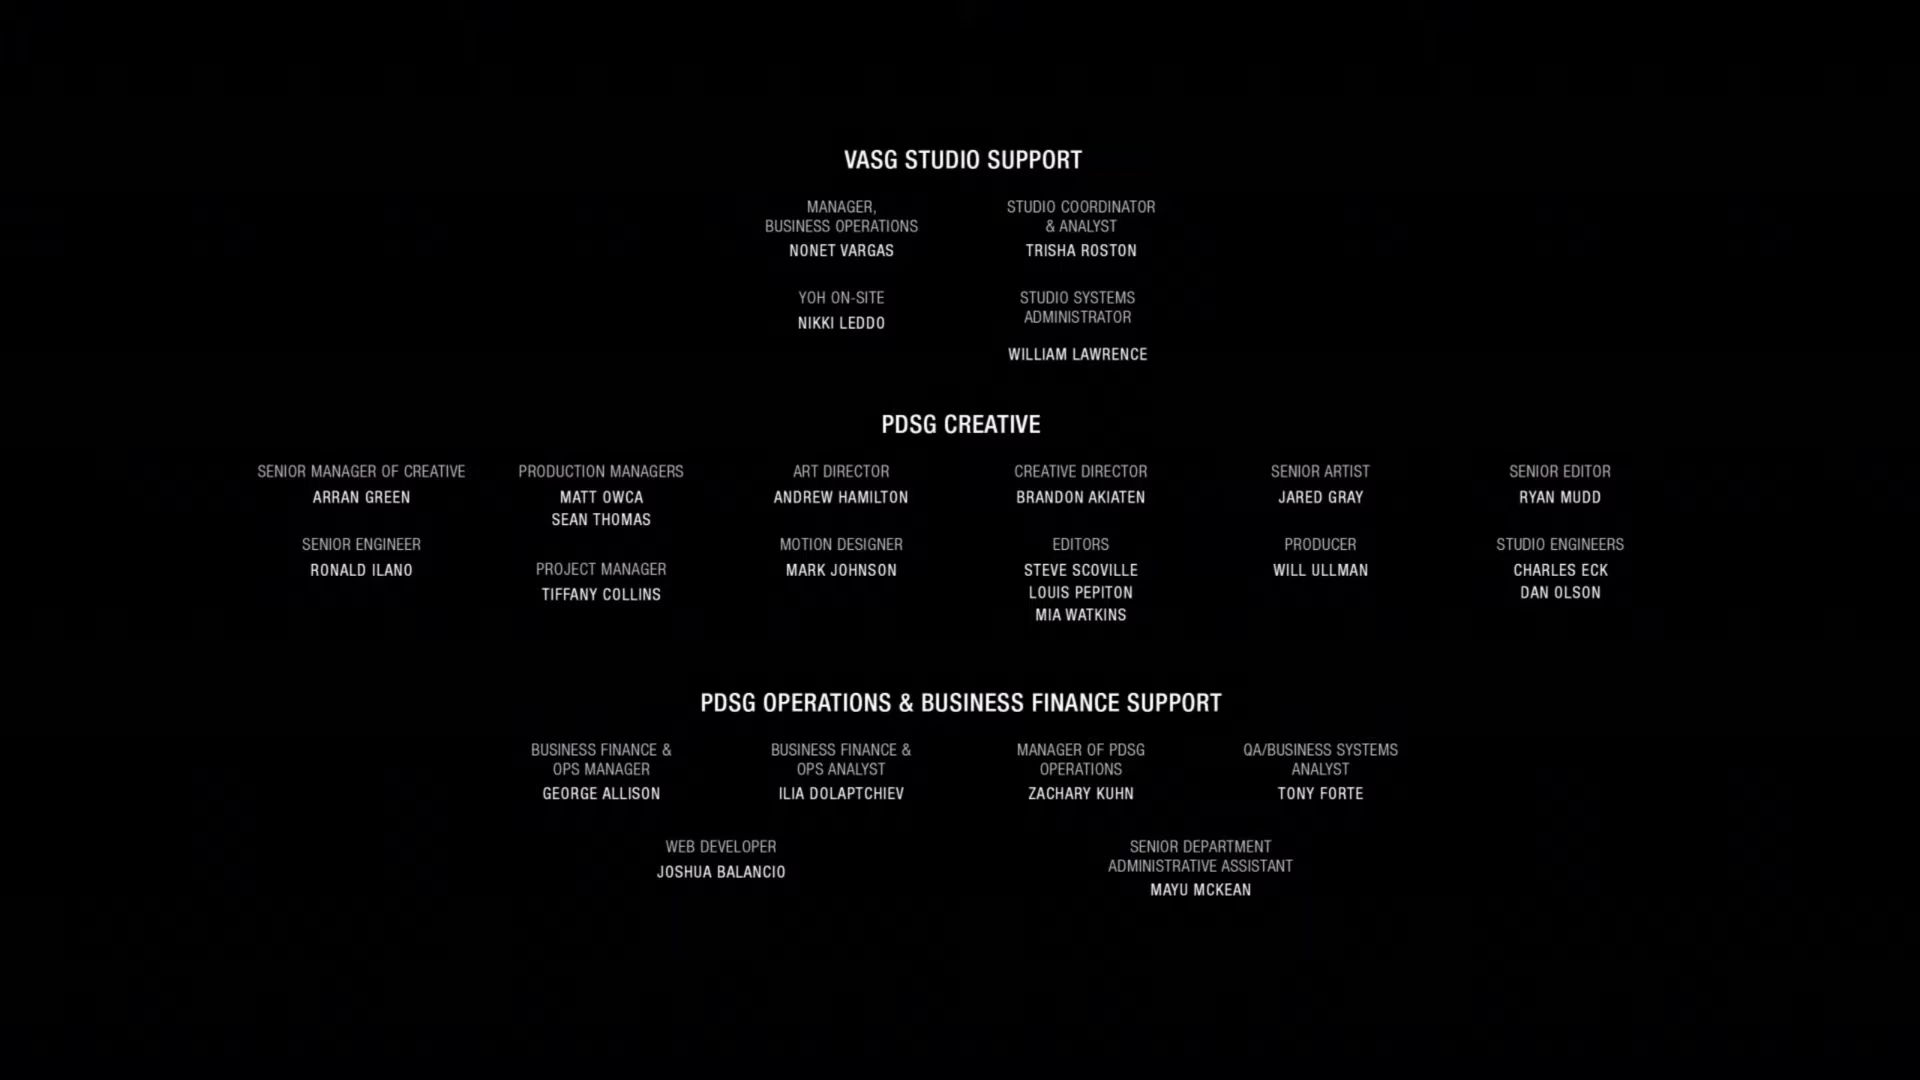 VASG STUDIO SUPPORT
MANAGER,
BUSINESS OPERATIONS
NONET VARGAS
STUDIO COORDINATOR
& ANALYST
TRISHA ROSTON
YOH ON-SITE
NIKKI LEDDO
STUDIO SYSTEMS
ADMINISTRATOR
WILLIAM LAWRENCE
PDSG CREATIVE
SENIOR MANAGER OF CREATIVE
ARRAN GREEN
PRODUCTION MANAGERS
MATT OWCA
SEAN THOMAS
ART DIRECTOR
ANDREW HAMILTON
CREATIVE DIRECTOR
BRANDON AKIATEN
SENIOR ARTIST
JARED GRAY
SENIOR EDITOR
RYAN MUDD
SENIOR ENGINEER
RONALD ILANO
PROJECT MANAGER
TIFFANY COLLINS
MOTION DESIGNER
MARK JOHNSON
EDITORS
STEVE SCOVILLE
LOUIS PEPITON
MIA WATKINS
PRODUCER
WILL ULLMAN
STUDIO ENGINEERS
CHARLES ECK
DAN OLSON
PDSG OPERATIONS & BUSINESS FINANCE SUPPORT
BUSINESS FINANCE &
OPS MANAGER
GEORGE ALLISON
BUSINESS FINANCE &
OPS ANALYST
ILIA DOLAPTCHIEV
MANAGER OF PDSG
OPERATIONS
ZACHARY KUHN
QA/BUSINESS SYSTEMS
ANALYST
TONY FORTE
WEB DEVELOPER
JOSHUA BALANCIO
SENIOR DEPARTMENT
ADMINISTRATIVE ASSISTANT
MAYU MCKEAN